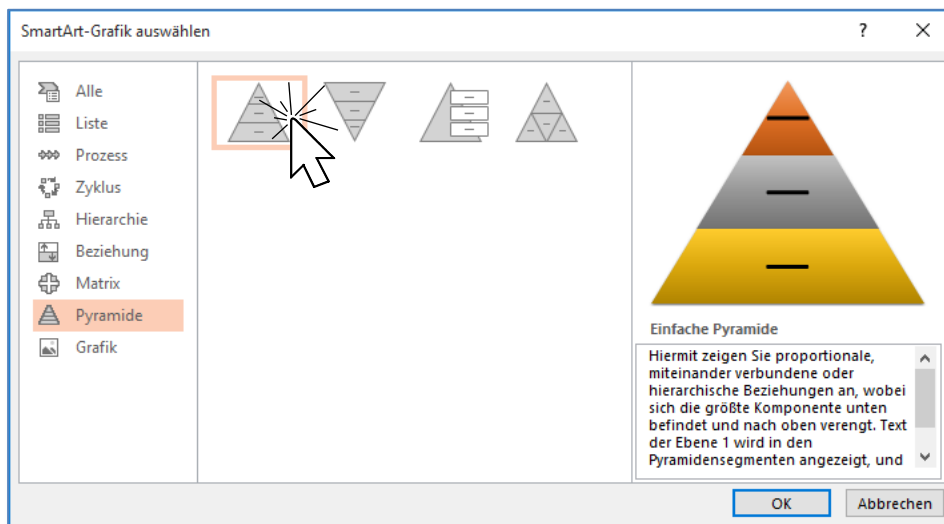 SmartArt-Grafik auswählen
?
Alle
Liste
Prozess
Zyklus
Hierarchie
Beziehung
Matrix
Pyramide
Grafik
Einfache Pyramide
Hiermit zeigen Sie proportionale,
miteinander verbundene oder
hierarchische Beziehungen an, wobei
sich die größte Komponente unten
befindet und nach oben verengt. Text
der Ebene 1 wird in den
Pyramidensegmenten angezeigt, und
OK
Abbrechen